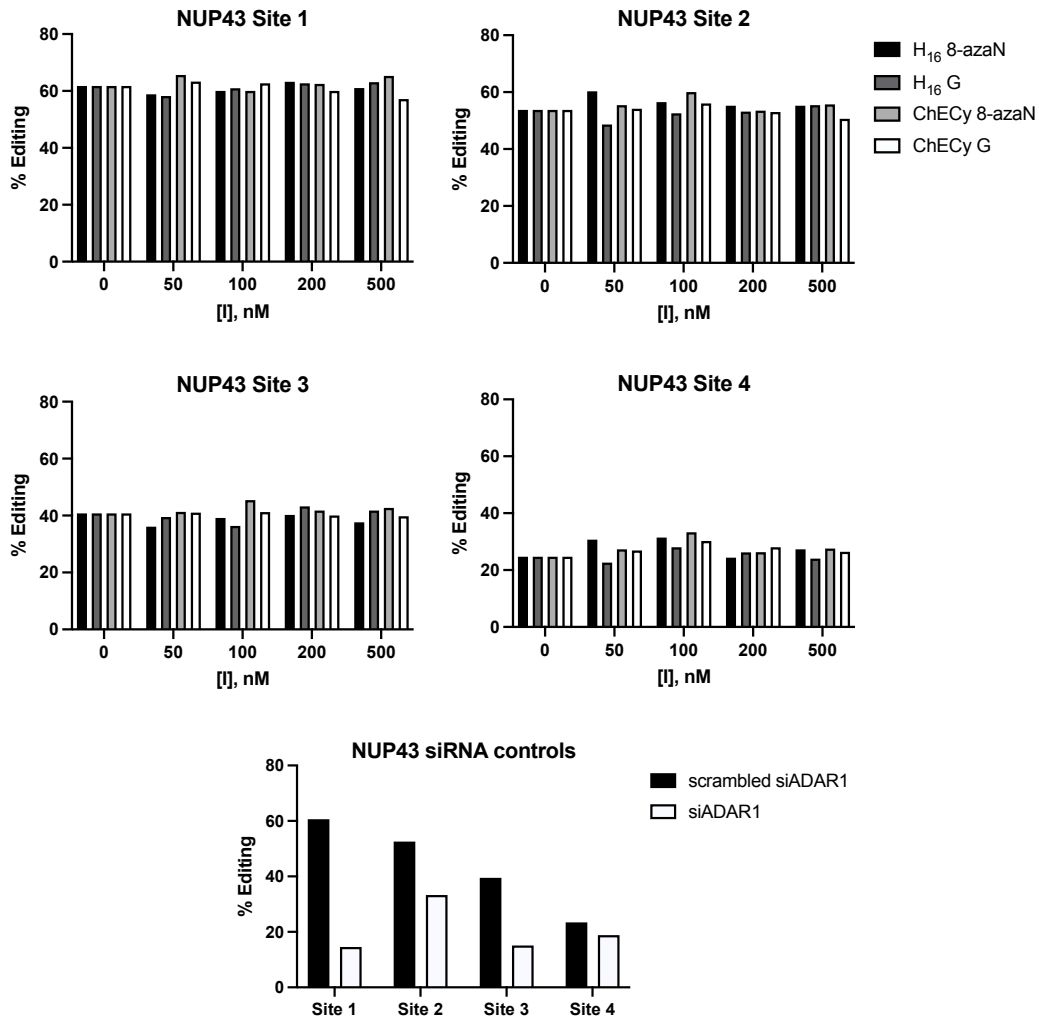 NUP43 Site 1
80
60
40
20
0
% Editing
0 50 100 200 500
[I], nM
NUP43 Site 2
80
60
40
20
0
% Editing
0 50 100 200 500
[I], nM
H₁₆ 8-azaN
H₁₆ G
ChECy 8-azaN
ChECy G
NUP43 Site 3
80
60
40
20
0
% Editing
0 50 100 200 500
[I], nM
NUP43 Site 4
80
60
40
20
0
% Editing
0 50 100 200 500
[I], nM
NUP43 siRNA controls
80
60
40
20
0
% Editing
Site 1 Site 2 Site 3 Site 4
scrambled siADAR1
siADAR1